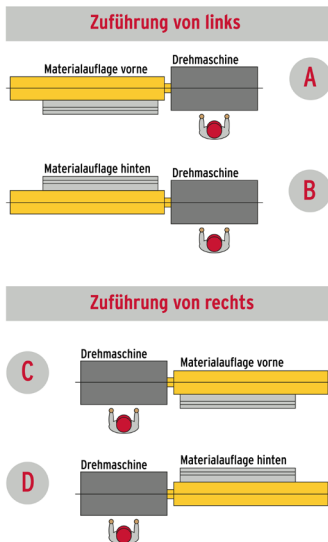 Zuführung von links
Drehmaschine
Materialauflage vorne
A
Drehmaschine
Materialauflage hinten
B
Zuführung von rechts
Drehmaschine
Materialauflage vorne
C
Drehmaschine
Materialauflage hinten
D